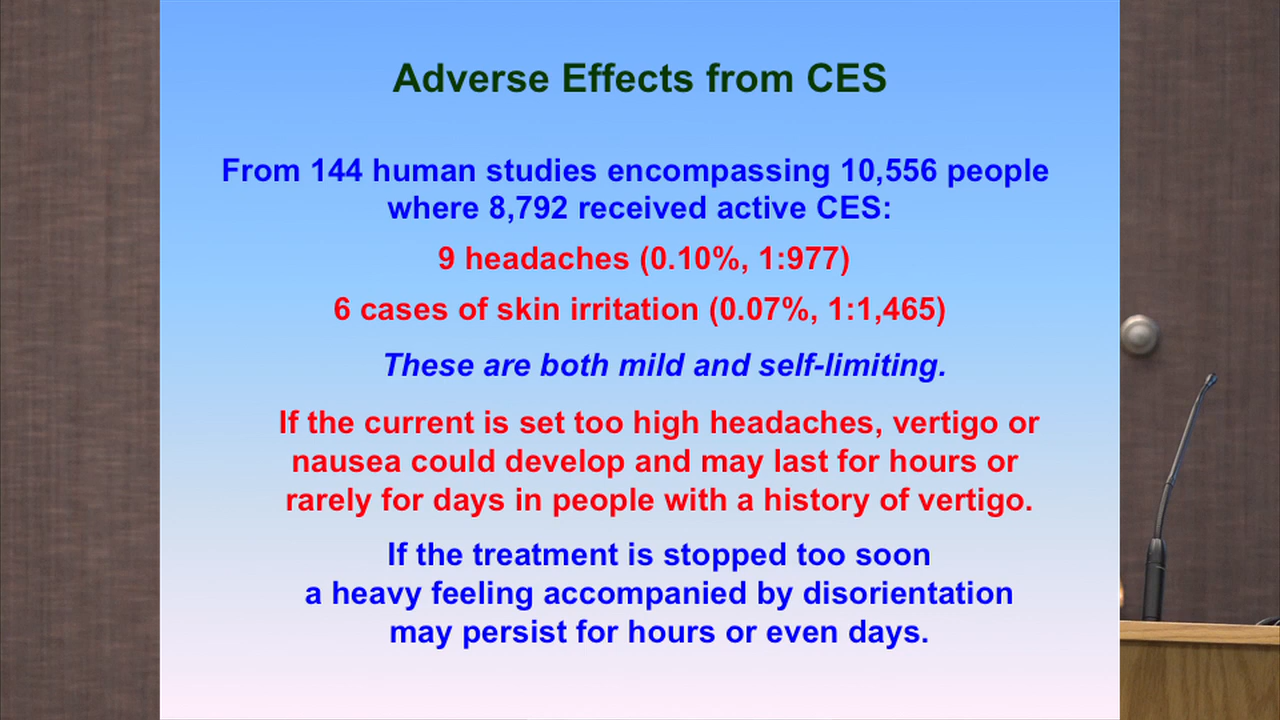 Adverse Effects from CES
From 144 human studies encompassing 10,556 people
where 8,792 received active CES:
9 headaches (0.10%, 1:977)
6 cases of skin irritation (0.07%, 1:1,465)
These are both mild and self-limiting.
If the current is set too high headaches, vertigo or
nausea could develop and may last for hours or
rarely for days in people with a history of vertigo.
If the treatment is stopped too soon
a heavy feeling accompanied by disorientation
may persist for hours or even days.